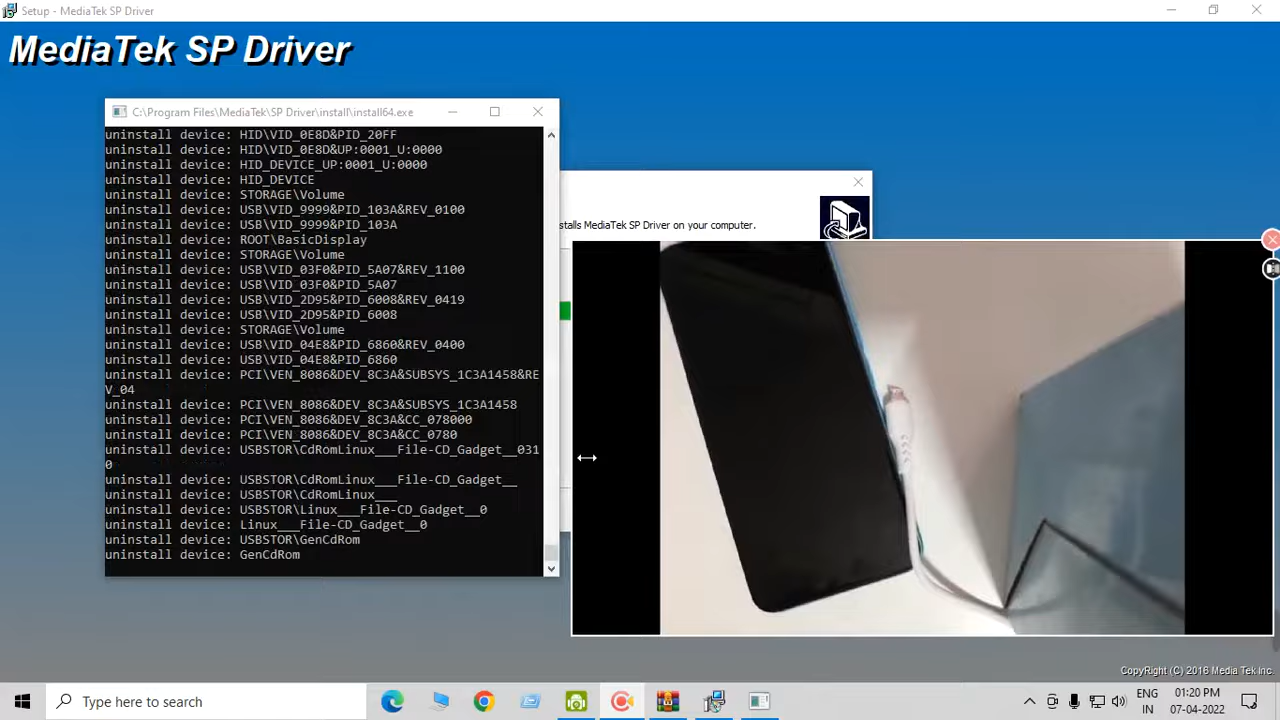 Setup - MediaTek SP Driver
MediaTek SP Driver
C:\Program Files\MediaTek\SP Driver\install\install64.exe
uninstall device: HID\VID_0E8D&PID_20FF
uninstall device: HID\VID_0E8D&UP:0001_U:0000
uninstall device: HID_DEVICE_UP:0001_U:0000
uninstall device: HID_DEVICE
uninstall device: STORAGE\Volume
uninstall device: USB\VID_9999&PID_103A&REV_0100
uninstall device: USB\VID_9999&PID_103A
uninstall device: ROOT\BasicDisplay
uninstall device: STORAGE\Volume
uninstall device: USB\VID_03F0&PID_5A07&REV_1100
uninstall device: USB\VID_03F0&PID_5A07
uninstall device: USB\VID_2D95&PID_6008&REV_0419
uninstall device: USB\VID_2D95&PID_6008
uninstall device: STORAGE\Volume
uninstall device: USB\VID_04E8&PID_6860&REV_0400
uninstall device: USB\VID_04E8&PID_6860
uninstall device: PCI\VEN_8086&DEV_8C3A&SUBSYS_1C3A1458&RE
V_04
uninstall device: PCI\VEN_8086&DEV_8C3A&SUBSYS_1C3A1458
uninstall device: PCI\VEN_8086&DEV_8C3A&CC_078000
uninstall device: PCI\VEN_8086&DEV_8C3A&CC_0780
uninstall device: USBSTOR\CdRomLinux___File-CD_Gadget__031
0
uninstall device: USBSTOR\CdRomLinux___File-CD_Gadget__
uninstall device: USBSTOR\CdRomLinux___
uninstall device: USBSTOR\Linux___File-CD_Gadget__0
uninstall device: Linux___File-CD_Gadget__0
uninstall device: USBSTOR\GenCdRom
uninstall device: GenCdRom
stalls MediaTek SP Driver on your computer.
CopyRight (C) 2016 Media Tek Inc.
Type here to search
ENG
IN
01:20 PM
07-04-2022